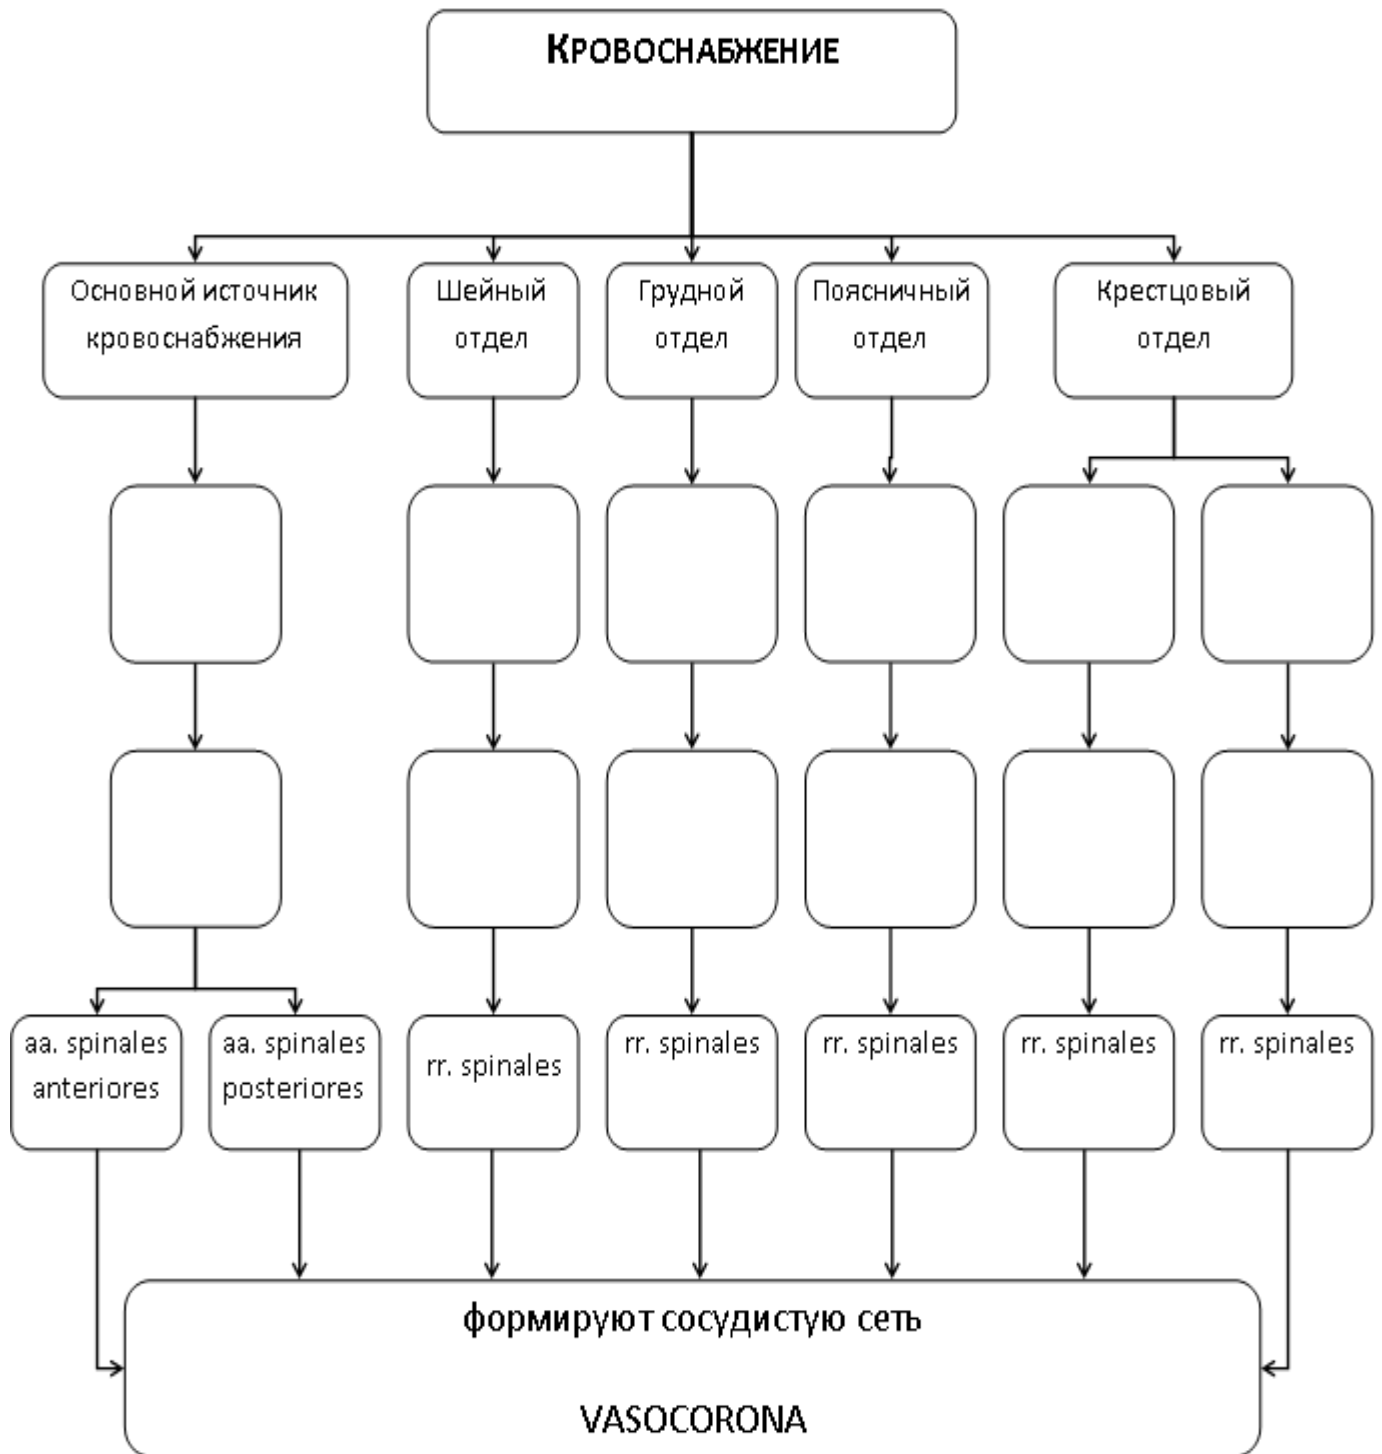 КРОВОСНАБЖЕНИЕ
Основной источник
кровоснабжения
Шейный
отдел
Грудной
отдел
Поясничный
отдел
Крестцовый
отдел
aa. spinales
anteriores
aa. spinales
posteriores
rr. spinales
rr. spinales
rr. spinales
rr. spinales
rr. spinales
формируют сосудистую сеть
VASOCORONA